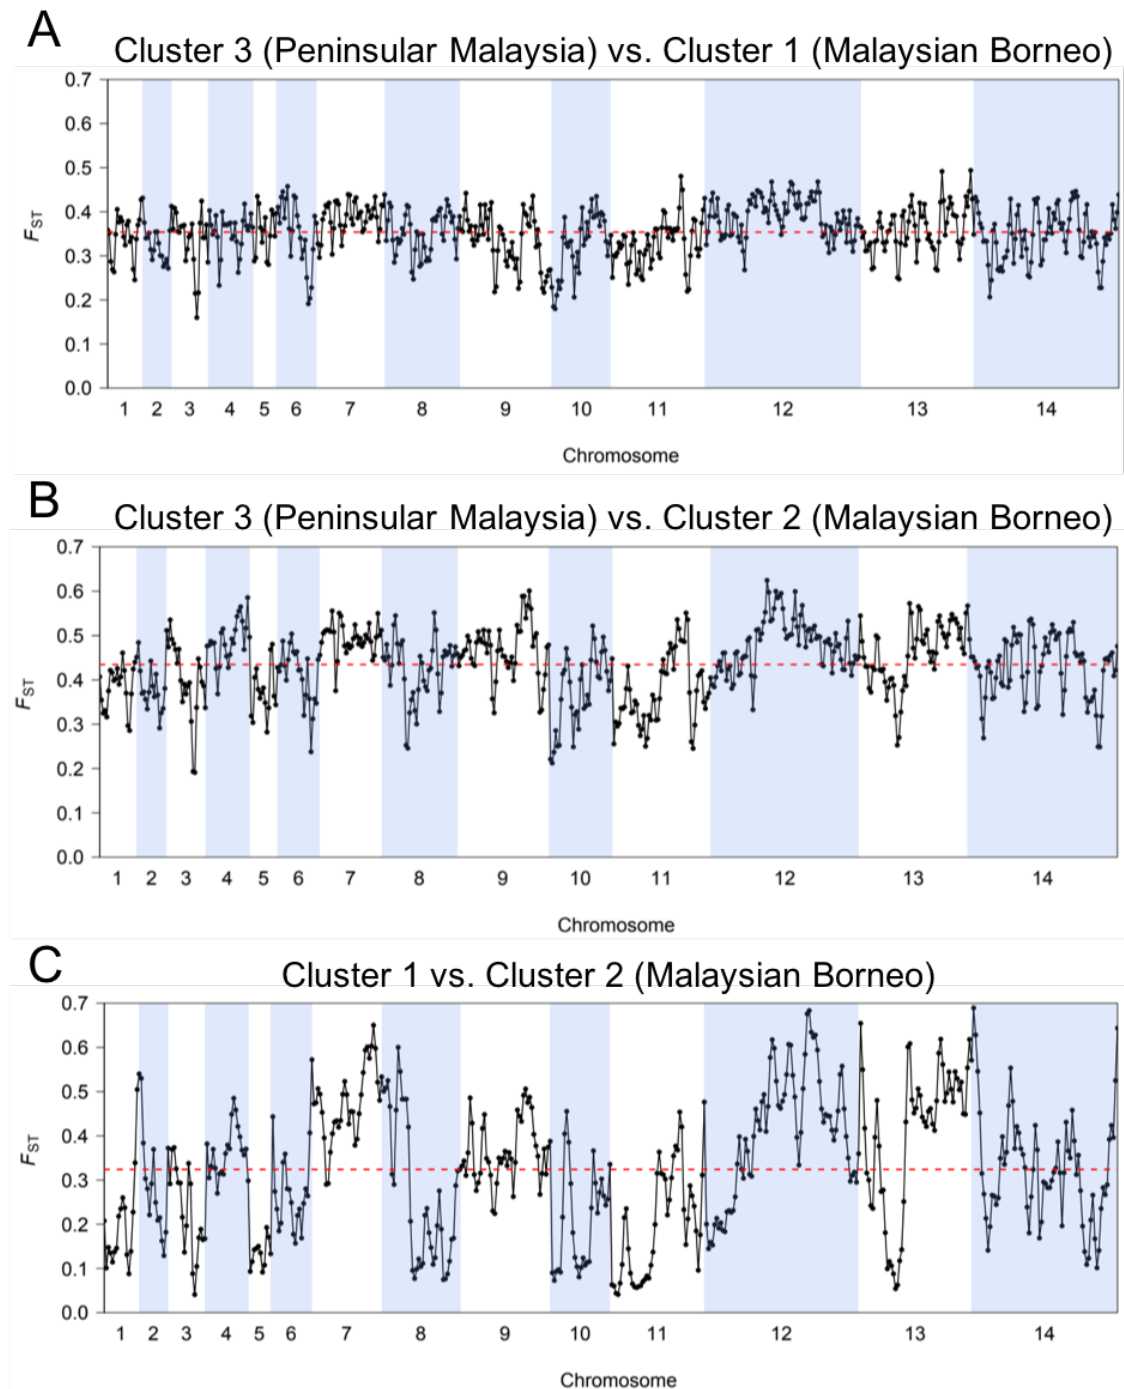 A
Cluster 3 (Peninsular Malaysia) vs. Cluster 1 (Malaysian Borneo)
0.7
0.6
0.5
0.4
0.3
0.2
0.1
0.0
FST
1 2 3 4 5 6 7 8 9 10 11 12 13 14
Chromosome
B
Cluster 3 (Peninsular Malaysia) vs. Cluster 2 (Malaysian Borneo)
0.7
0.6
0.5
0.4
0.3
0.2
0.1
0.0
FST
1 2 3 4 5 6 7 8 9 10 11 12 13 14
Chromosome
C
Cluster 1 vs. Cluster 2 (Malaysian Borneo)
0.7
0.6
0.5
0.4
0.3
0.2
0.1
0.0
FST
1 2 3 4 5 6 7 8 9 10 11 12 13 14
Chromosome